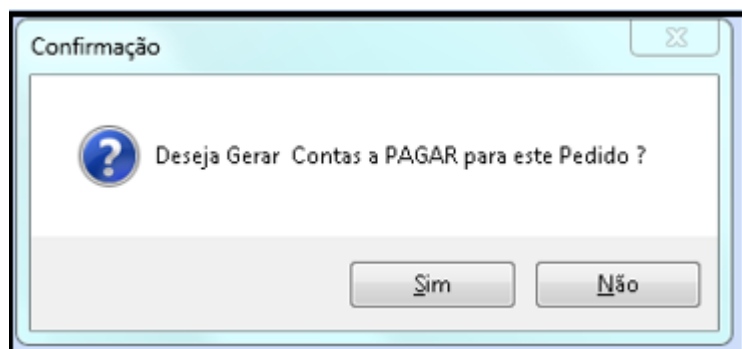 Confirmação
Deseja Gerar  Contas a PAGAR para este Pedido ?
Sim
Não